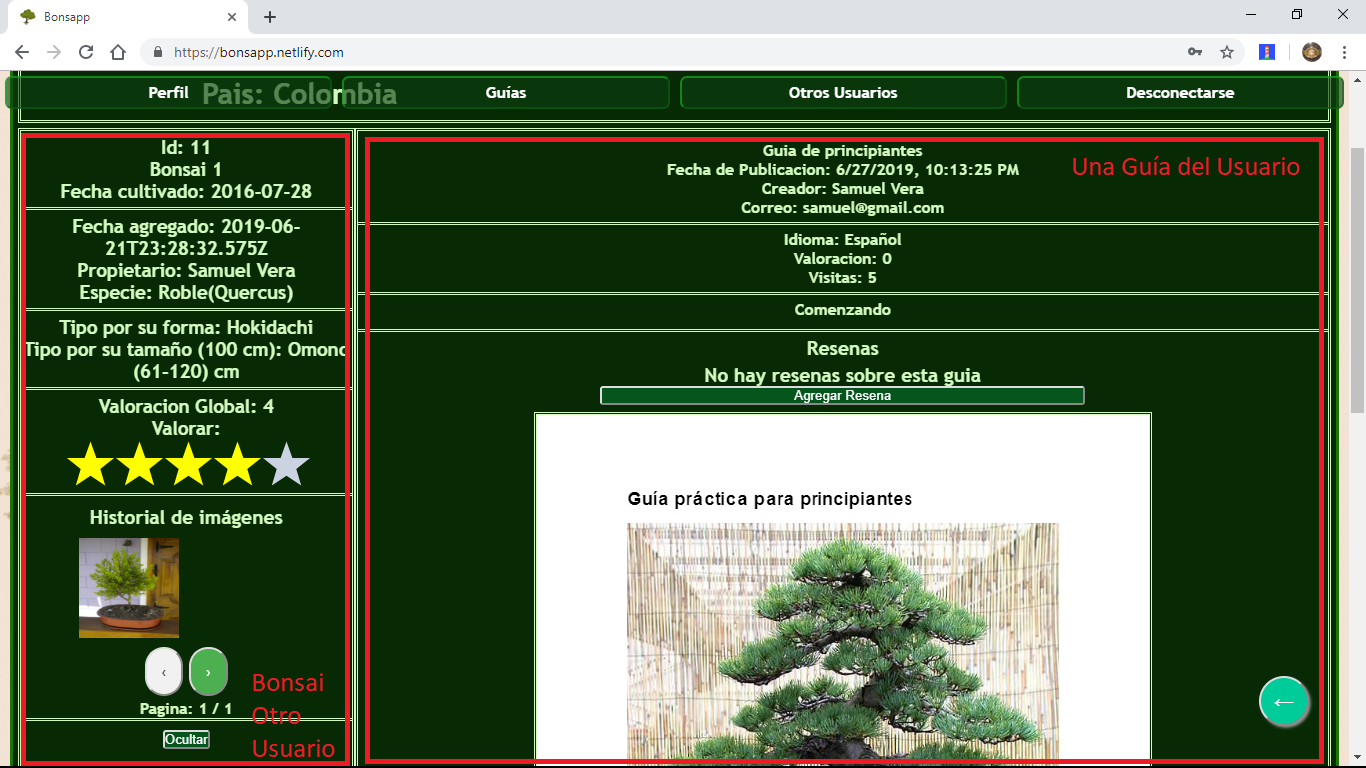 Bonsapp
https://bonsapp.netlify.com
Pais: Colombia
Perfil
Guías
Otros Usuarios
Desconectarse
Id: 11
Bonsai 1
Fecha cultivado: 2016-07-28
Fecha agregado: 2019-06-
21T23:28:32.575Z
Propietario: Samuel Vera
Especie: Roble(Quercus)
Tipo por su forma: Hokidachi
Tipo por su tamaño (100 cm): Omono
(61-120) cm
Valoracion Global: 4
Valorar:
Historial de imágenes
‹ ›
Pagina: 1 / 1
Ocultar
Bonsai
Otro
Usuario
Guia de principiantes
Fecha de Publicacion: 6/27/2019, 10:13:25 PM
Creador: Samuel Vera
Correo: samuel@gmail.com
Una Guía del Usuario
Idioma: Español
Valoracion: 0
Visitas: 5
Comenzando
Resenas
No hay resenas sobre esta guia
Agregar Resena
Guía práctica para principiantes
←